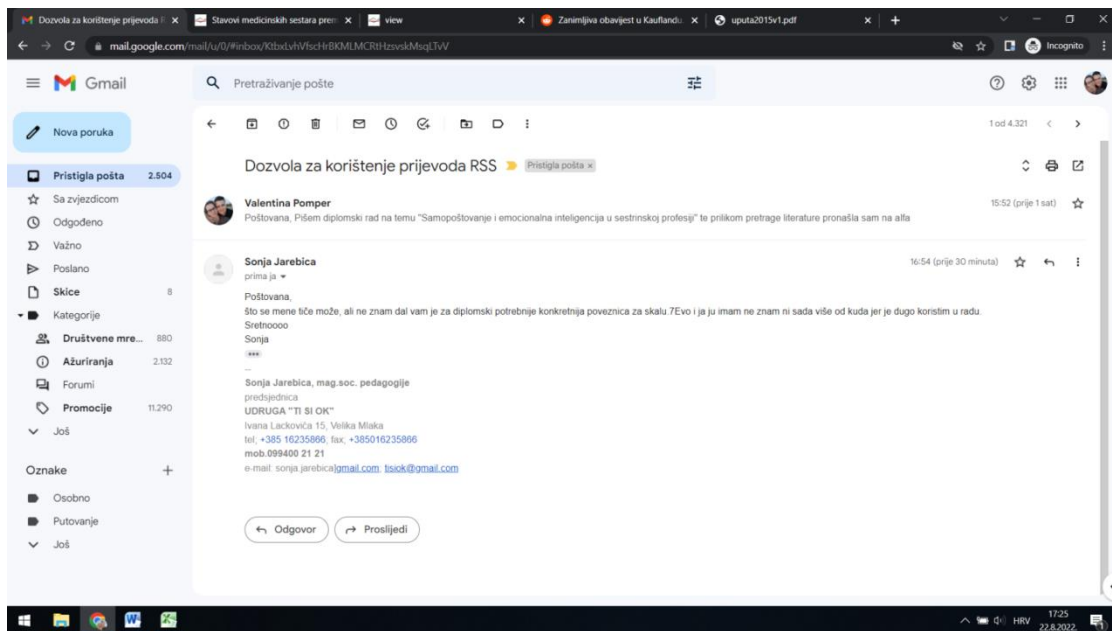 Dozvola za korištenje prijevoda R
Stavovi medicinskih sestara prem
view
Zanimljiva obavijest u Kauflandu
uputa2015v1.pdf
mail.google.com/mail/u/0/#inbox/KtbxLvhVfscHrBKMLMCRtHzsvskMsqLTvV
Incognito
Gmail
Pretraživanje pošte
Nova poruka
1 od 4.321
Dozvola za korištenje prijevoda RSS
Pristigla pošta ×
Pristigla pošta 2.504
Sa zvjezdicom
Odgođeno
Važno
Poslano
Skice 8
Kategorije
Društvene mre... 880
Ažuriranja 2.132
Forumi
Promocije 11.290
Još
Oznake +
Osobno
Putovanje
Još
Valentina Pomper 15:52 (prije 1 sat)
Poštovana, Pišem diplomski rad na temu "Samopoštovanje i emocionalna inteligencija u sestrinskoj profesiji" te prilikom pretrage literature pronašla sam na alfa
Sonja Jarebica 16:54 (prije 30 minuta)
prima ja
Poštovana,
što se mene tiče može, ali ne znam dal vam je za diplomski potrebnije konkretnija poveznica za skalu.7Evo i ja ju imam ne znam ni sada više od kuda jer je dugo koristim u radu.
Sretnoooo
Sonja
...
--
Sonja Jarebica, mag.soc. pedagogije
predsjednica
UDRUGA "TI SI OK"
Ivana Lackovića 15, Velika Mlaka
tel; +385 16235866; fax; +385016235866
mob.099400 21 21
e-mail: sonja.jarebica]gmail.com; tisiok@gmail.com
Odgovor
Proslijedi
HRV
17:25
22.8.2022.